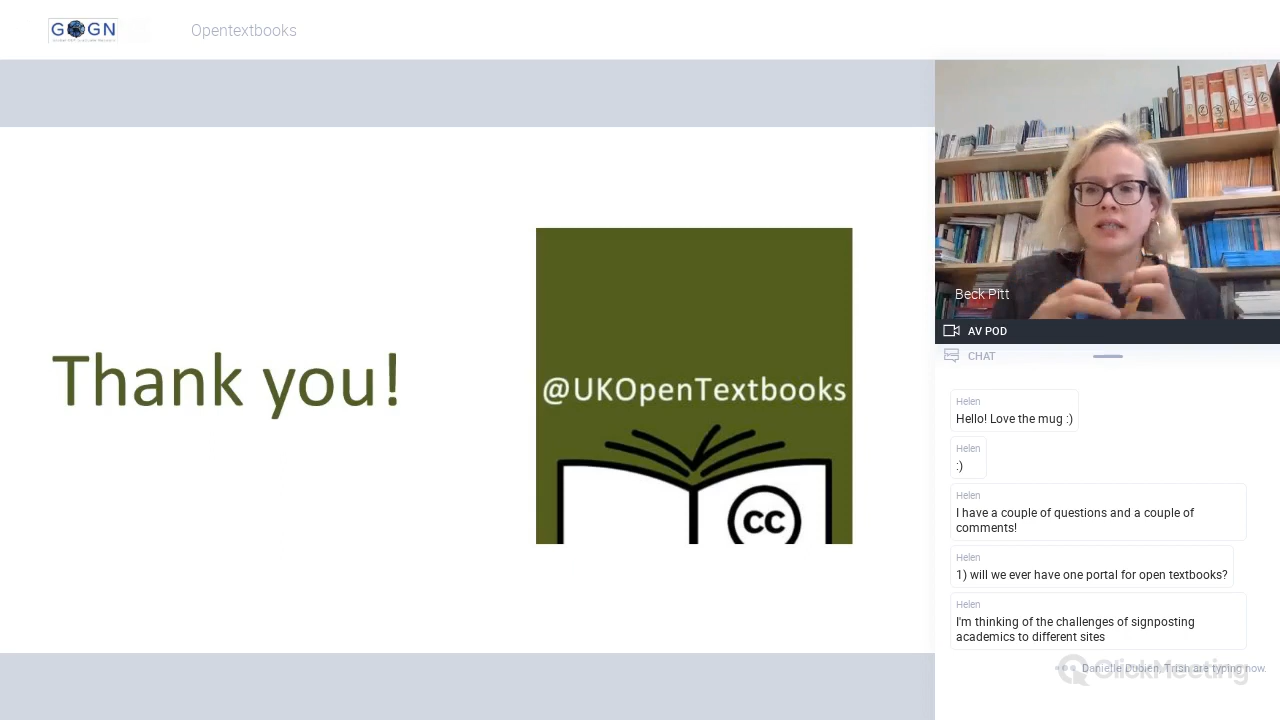 GOGN
Opentextbooks
Thank you!
@UKOpenTextbooks
cc
Beck Pitt
AV POD
CHAT
Helen
Hello! Love the mug :)
Helen
:)
Helen
I have a couple of questions and a couple of
comments!
Helen
1) will we ever have one portal for open textbooks?
Helen
I'm thinking of the challenges of signposting
academics to different sites
Danielle Dubien, Trish are typing now.
ClickMeeting